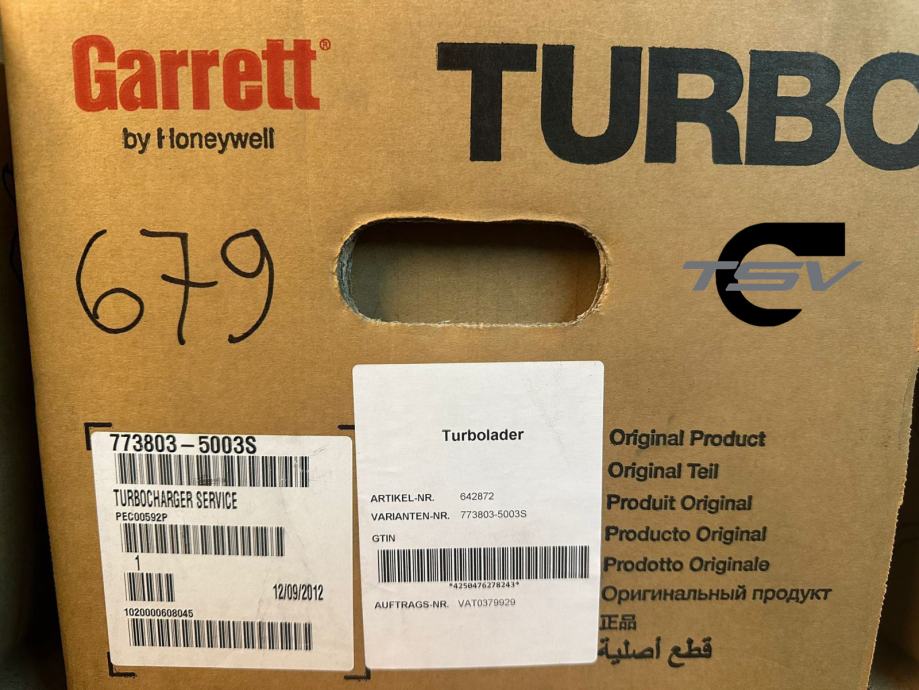 Garrett®
by Honeywell
TURBO
679
TSV
773803-5003S
TURBOCHARGER SERVICE
PEC00592P
1
12/09/2012
1020000608045
Turbolader
ARTIKEL-NR. 642872
VARIANTEN-NR. 773803-5003S
GTIN
*4250476278243*
AUFTRAGS-NR. VAT0379929
Original Product
Original Teil
Produit Original
Producto Original
Prodotto Originale
Оригинальный продукт
正品
قطع أصلية